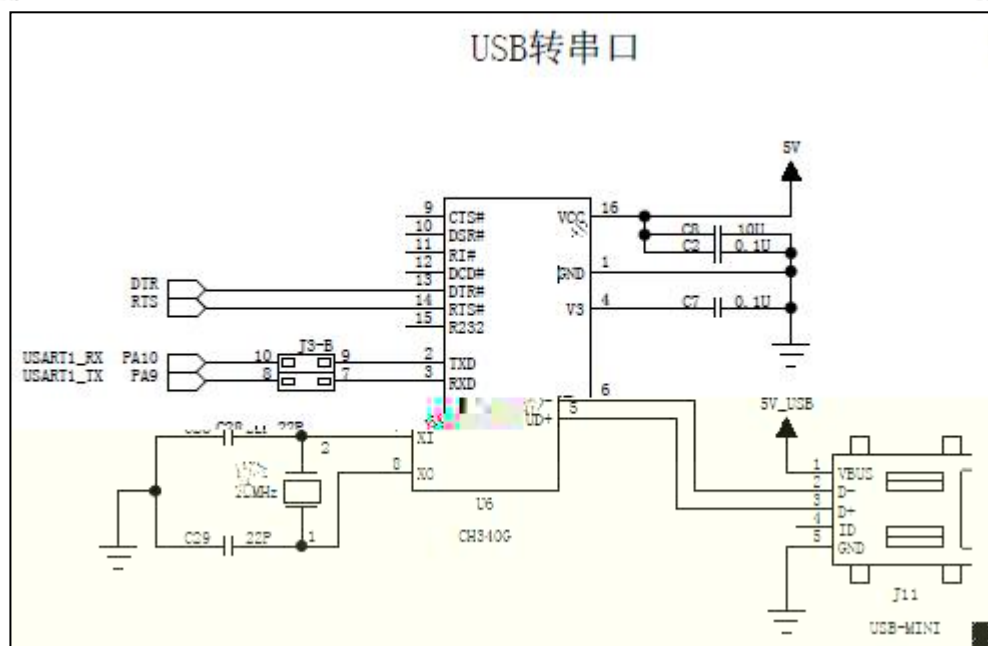 USB转串口
5V
9 CTS#
10 DSR#
11 RI#
12 DCD#
DTR 13 DTR#
RTS 14 RTS#
15 R232
VCC 16
C8 10U
C2 0.1U
GND 1
V3 4 C7 0.1U
J3-B
USART1_RX PA10 10 9 2 TXD
USART1_TX PA9 8 7 3 RXD
6
UD+ 5
5V_USB
XI
2
8 XO
C29 22P 1
U6
CH340G
1 VBUS
2 D-
3 D+
4 ID
5 GND
J11
USB-MINI